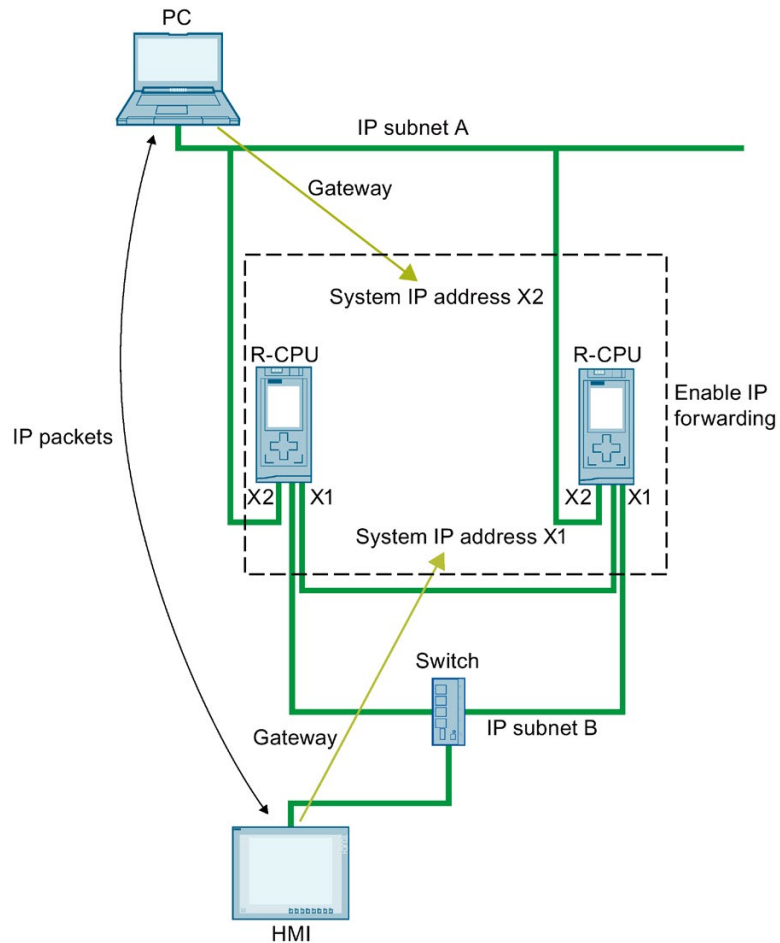 PC
IP subnet A
Gateway
System IP address X2
R-CPU
R-CPU
Enable IP
forwarding
IP packets
X2
X1
X2
X1
System IP address X1
Switch
IP subnet B
Gateway
HMI